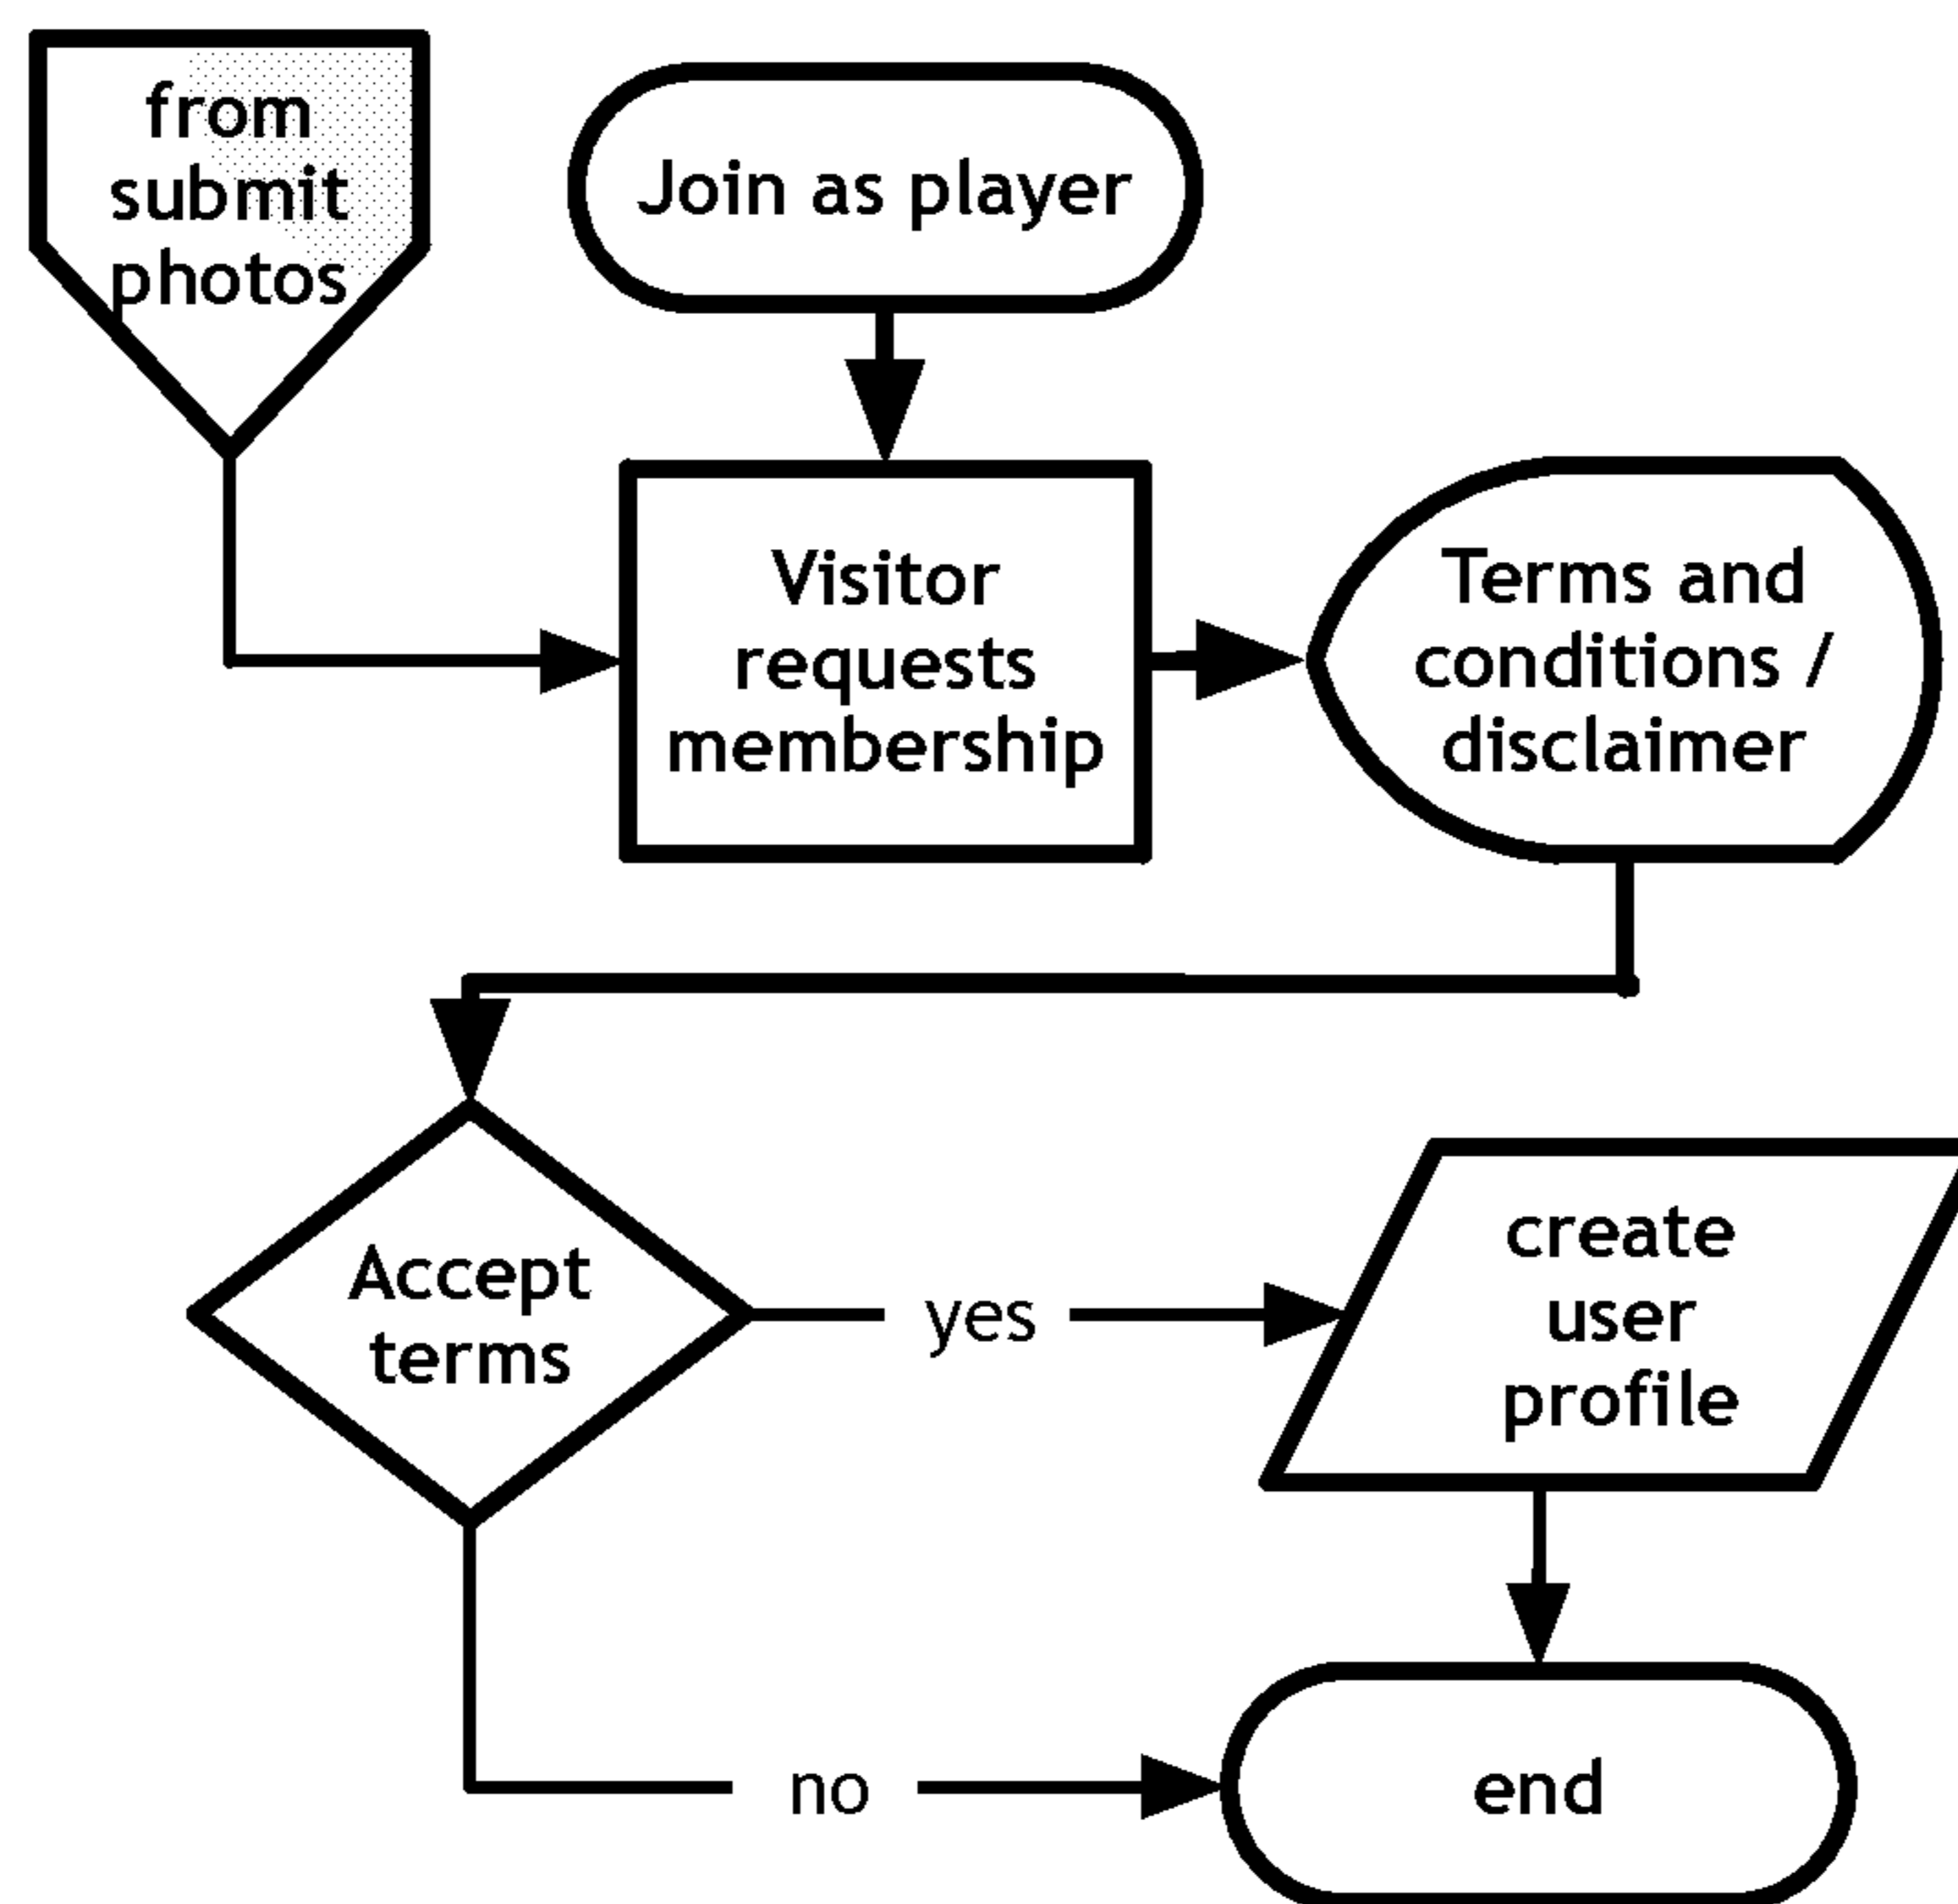 from
submit
photos
Join as player
Visitor
requests
membership
Terms and
conditions /
disclaimer
Accept
terms
yes
create
user
profile
no
end